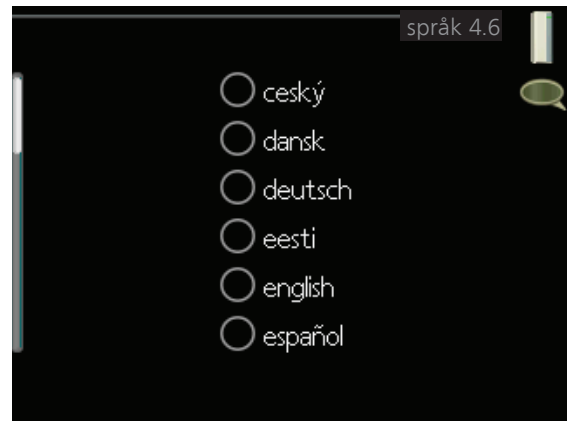 språk 4.6
ceský
dansk
deutsch
eesti
english
español